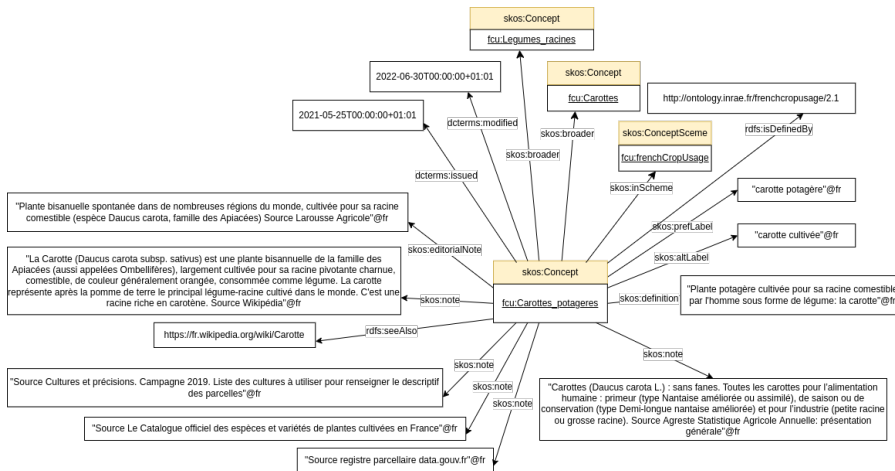 skos:Concept
fcu:Legumes_racines
skos:Concept
fcu:Carottes
2022-06-30T00:00:00+01:01
2021-05-25T00:00:00+01:01
http://ontology.inrae.fr/frenchcropusage/2.1
dcterms:modified
skos:broader
rdfs:isDefinedBy
skos:ConceptSceme
fcu:frenchCropUsage
skos:broader
dcterms:issued
skos:inScheme
"carotte potagère"@fr
"Plante bisanuelle spontanée dans de nombreuses régions du monde, cultivée pour sa racine
comestible (espèce Daucus carota, famille des Apiacées) Source Larousse Agricole"@fr
skos:prefLabel
"carotte cultivée"@fr
skos:editorialNote
skos:altLabel
"La Carotte (Daucus carota subsp. sativus) est une plante bisannuelle de la famille des
Apiacées (aussi appelées Ombellifères), largement cultivée pour sa racine pivotante charnue,
comestible, de couleur généralement orangée, consommée comme légume. La carotte
représente après la pomme de terre le principal légume-racine cultivé dans le monde. C'est une
racine riche en carotène. Source Wikipédia"@fr
skos:Concept
fcu:Carottes_potageres
skos:note
skos:definition
"Plante potagère cultivée pour sa racine comestible
par l'homme sous forme de légume: la carotte"@fr
https://fr.wikipedia.org/wiki/Carotte
rdfs:seeAlso
skos:note
skos:note
"Source Cultures et précisions. Campagne 2019. Liste des cultures à utiliser pour renseigner le descriptif
des parcelles"@fr
skos:note
skos:note
"Carottes (Daucus carota L.) : sans fanes. Toutes les carottes pour l'alimentation
humaine : primeur (type Nantaise améliorée ou assimilé), de saison ou de
conservation (type Demi-longue nantaise améliorée) et pour l'industrie (petite racine
ou grosse racine). Source Agreste Statistique Agricole Annuelle: présentation
générale"@fr
"Source Le Catalogue officiel des espèces et variétés de plantes cultivées en France"@fr
"Source registre parcellaire data.gouv.fr"@fr